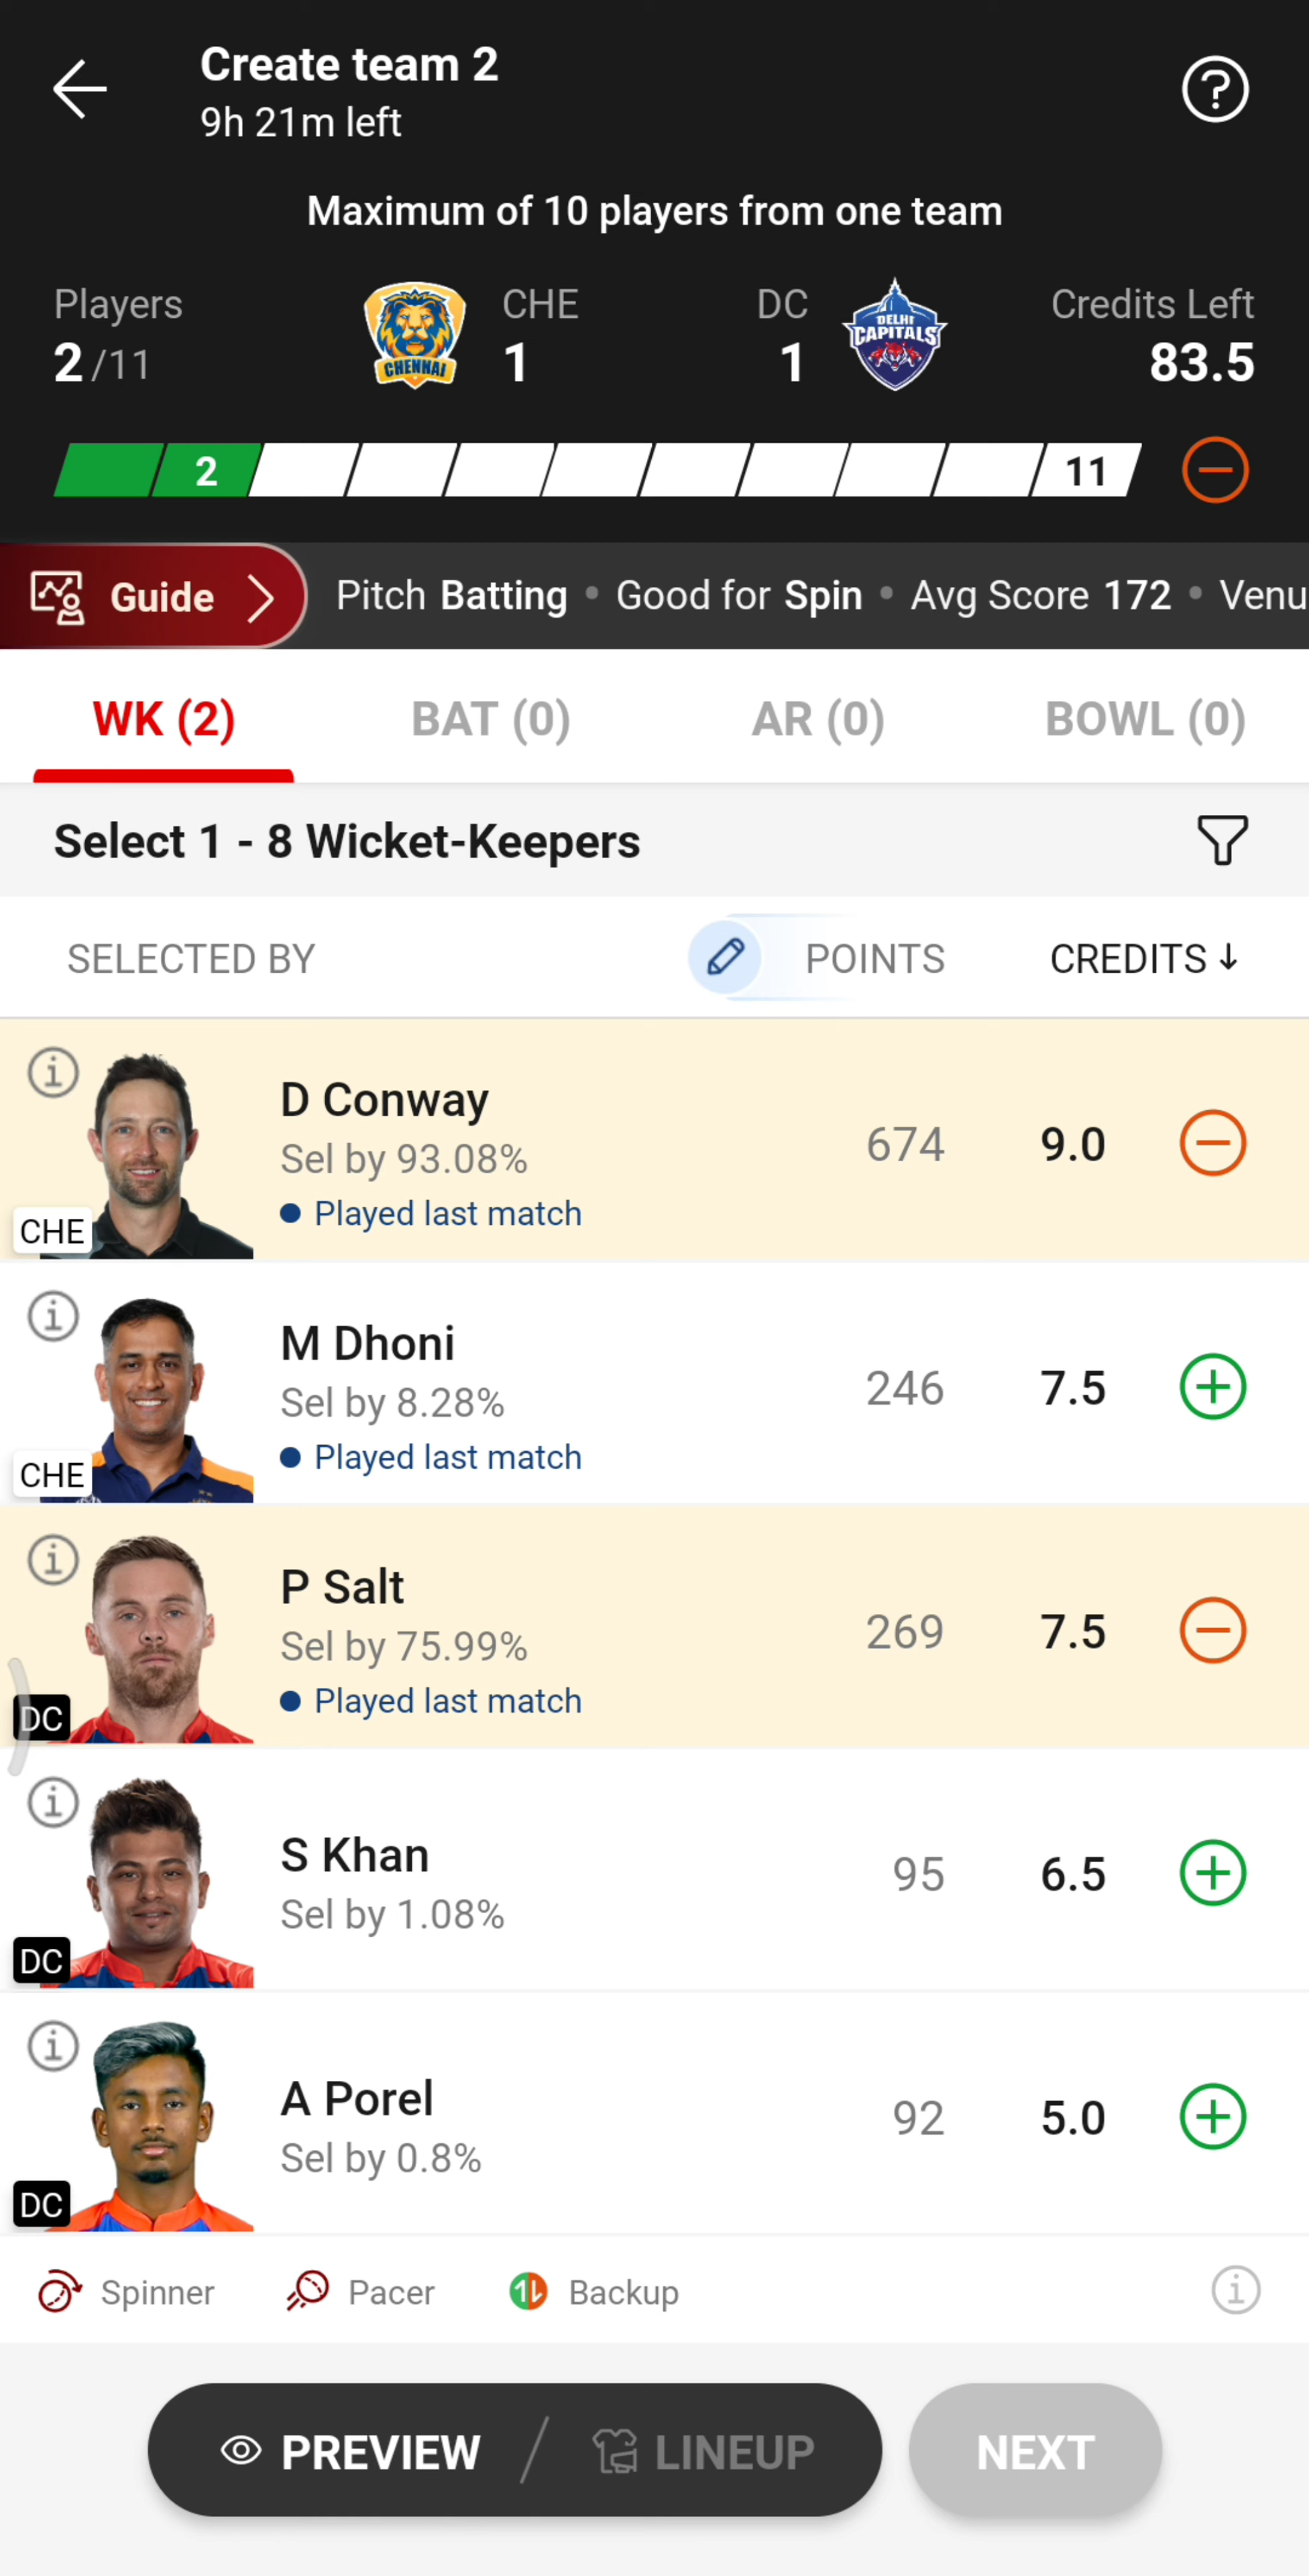 Create team 2
9h 21m left
Maximum of 10 players from one team
Players
2 /11
CHENNAI
CHE
1
DC
1
DELHI
CAPITALS
Credits Left
83.5
2
11
Guide
Pitch Batting • Good for Spin • Avg Score 172 • Venu
WK (2)
BAT (0)
AR (0)
BOWL (0)
Select 1 - 8 Wicket-Keepers
SELECTED BY
POINTS
CREDITS ↓
D Conway
Sel by 93.08%
Played last match
CHE
674
9.0
M Dhoni
Sel by 8.28%
Played last match
CHE
246
7.5
P Salt
Sel by 75.99%
Played last match
DC
269
7.5
S Khan
Sel by 1.08%
DC
95
6.5
A Porel
Sel by 0.8%
DC
92
5.0
Spinner
Pacer
Backup
PREVIEW
LINEUP
NEXT